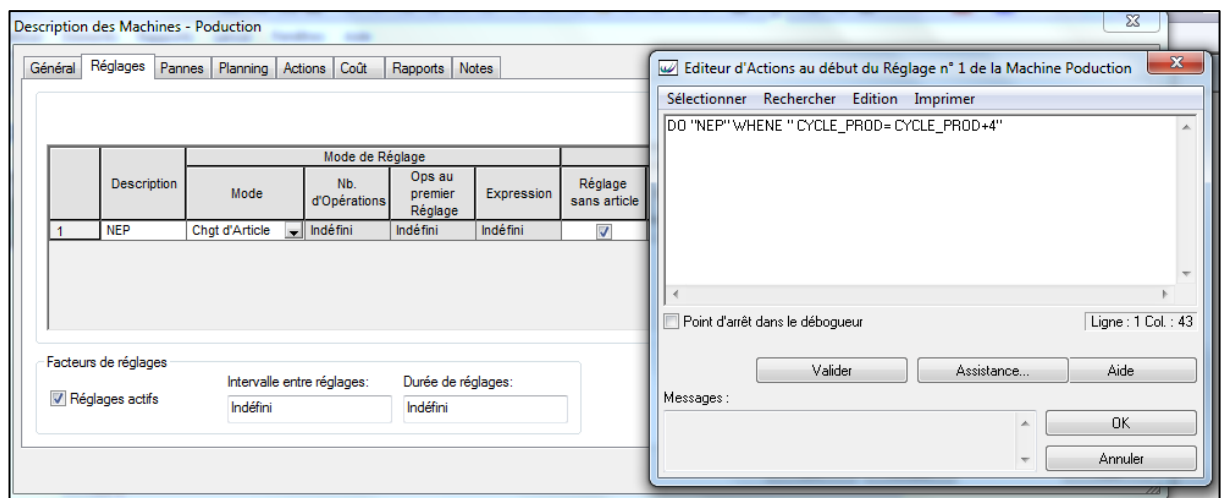 Description des Machines - Poduction
Général Réglages Pannes Planning Actions Coût Rapports Notes
Mode de Réglage
Description Mode Nb. d'Opérations Ops au premier Réglage Expression Réglage sans article
1 NEP Chgt d'Article Indéfini Indéfini Indéfini
Facteurs de réglages
Réglages actifs
Intervalle entre réglages: Durée de réglages:
Indéfini Indéfini
Editeur d'Actions au début du Réglage n° 1 de la Machine Poduction
Sélectionner Rechercher Edition Imprimer
DO "NEP" WHENE " CYCLE_PROD= CYCLE_PROD+4"
Point d'arrêt dans le débogueur
Ligne : 1 Col. : 43
Valider Assistance... Aide
Messages :
OK
Annuler